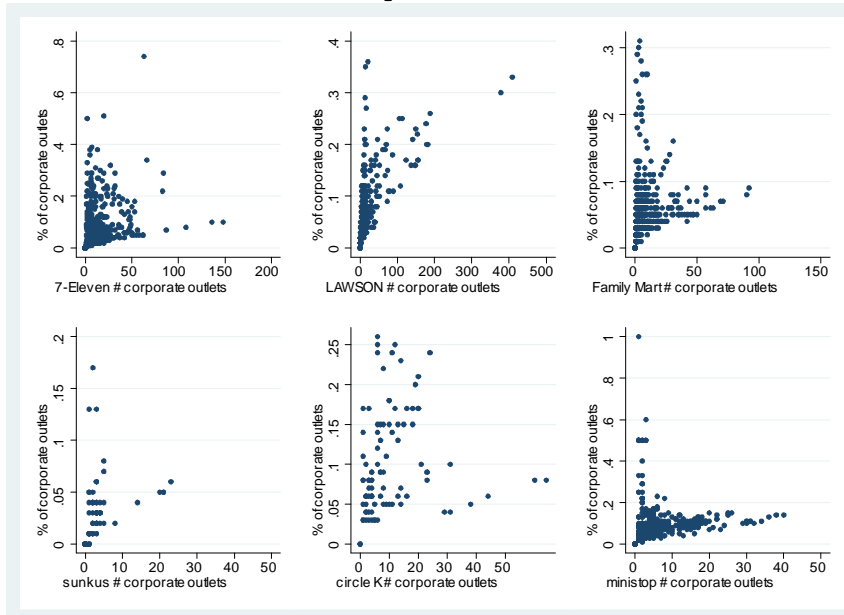 % of corporate outlets
.8
.6
.4
.2
0
0 50 100 150 200
7-Eleven # corporate outlets
% of corporate outlets
.4
.3
.2
.1
0
0 100 200 300 400 500
LAWSON # corporate outlets
% of corporate outlets
.3
.2
.1
0
0 50 100 150
Family Mart # corporate outlets
% of corporate outlets
.2
.15
.1
.05
0
0 10 20 30 40 50
sunkus # corporate outlets
% of corporate outlets
.25
.2
.15
.1
.05
0
0 10 20 30 40 50
circle K # corporate outlets
% of corporate outlets
1
.8
.6
.4
.2
0
0 10 20 30 40 50
ministop # corporate outlets